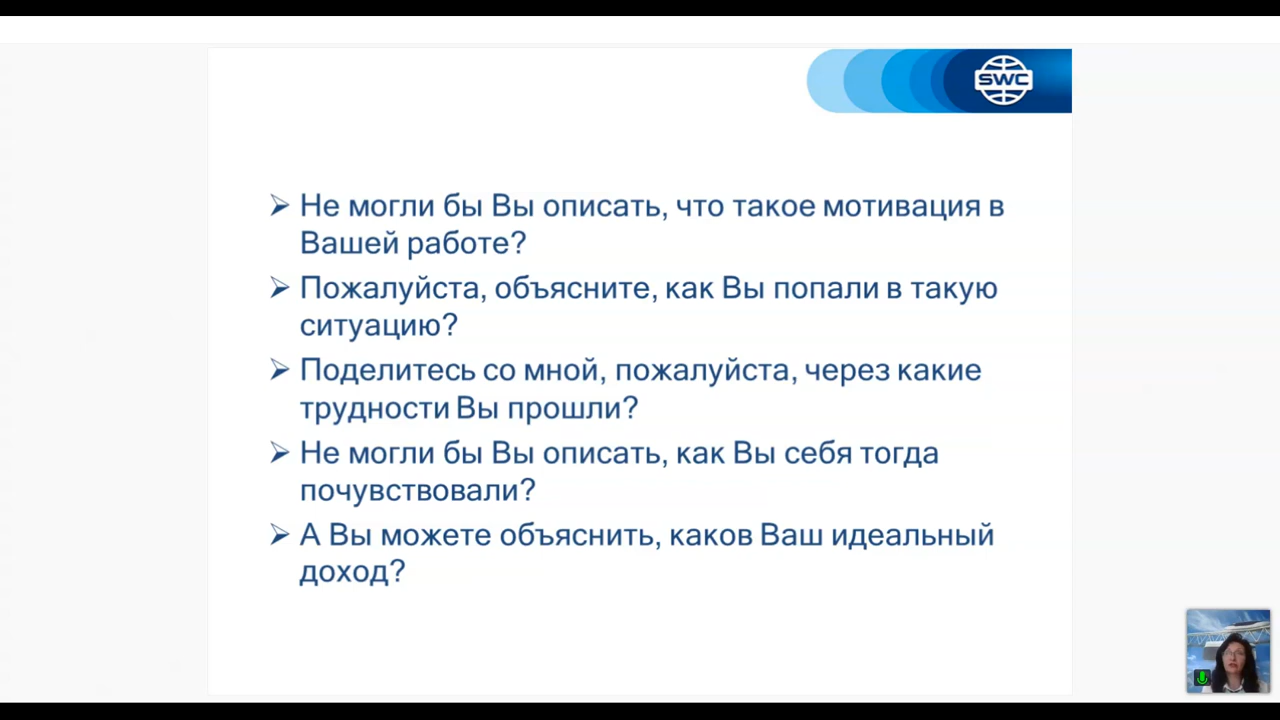 SWC
Не могли бы Вы описать, что такое мотивация в
Вашей работе?
Пожалуйста, объясните, как Вы попали в такую
ситуацию?
Поделитесь со мной, пожалуйста, через какие
трудности Вы прошли?
Не могли бы Вы описать, как Вы себя тогда
почувствовали?
А Вы можете объяснить, каков Ваш идеальный
доход?